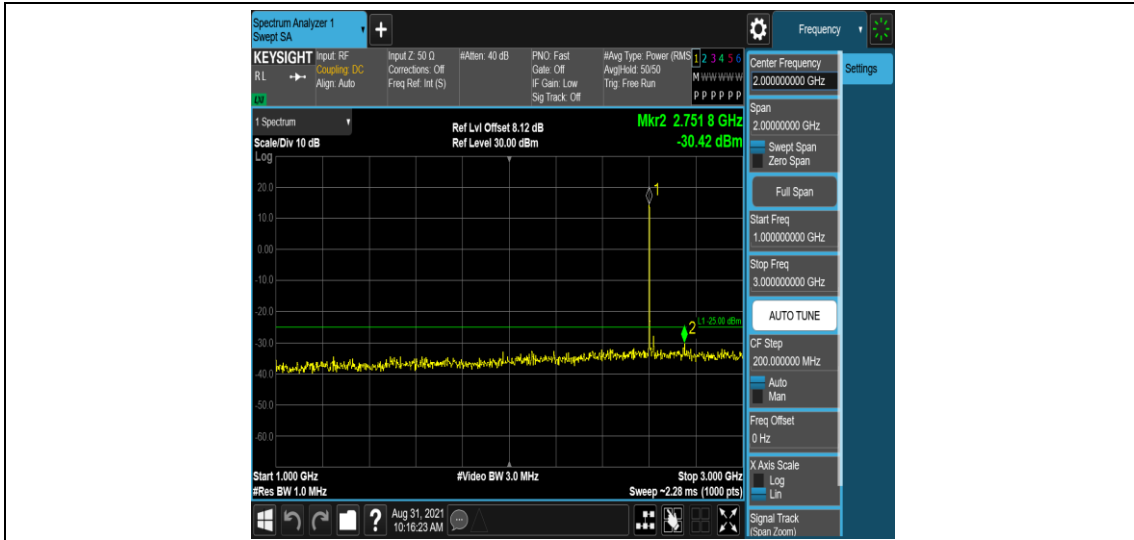 Spectrum Analyzer 1
Swept SA
+
Frequency
KEYSIGHT
RL
Input: RF
Coupling: DC
Align: Auto
Input Z: 50 Ω
Corrections: Off
Freq Ref: Int (S)
#Atten: 40 dB
PNO: Fast
Gate: Off
IF Gain: Low
Sig Track: Off
#Avg Type: Power (RMS
Avg|Hold: 50/50
Trig: Free Run
1 2 3 4 5 6
M W W W W W
P P P P P P
1 Spectrum
Scale/Div 10 dB
Log
Ref Lvl Offset 8.12 dB
Ref Level 30.00 dBm
Mkr2 2.751 8 GHz
-30.42 dBm
20.0
10.0
0.00
-10.0
-20.0
-30.0
-40.0
-50.0
-60.0
1
2
L1 -25.00 dBm
Start 1.000 GHz
#Res BW 1.0 MHz
#Video BW 3.0 MHz
Stop 3.000 GHz
Sweep ~2.28 ms (1000 pts)
?
Aug 31, 2021
10:16:23 AM
Center Frequency
2.000000000 GHz
Settings
Span
2.00000000 GHz
Swept Span
Zero Span
Full Span
Start Freq
1.000000000 GHz
Stop Freq
3.000000000 GHz
AUTO TUNE
CF Step
200.000000 MHz
Auto
Man
Freq Offset
0 Hz
X Axis Scale
Log
Lin
Signal Track
(Span Zoom)